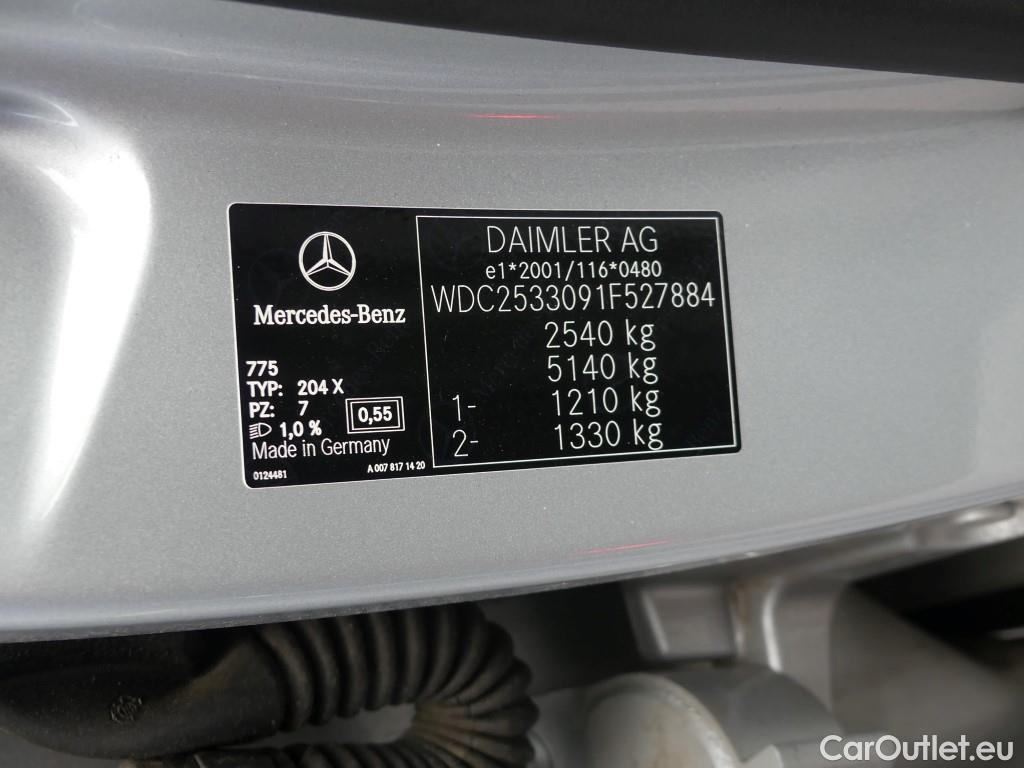 Mercedes-Benz
775
TYP: 204 X
PZ: 7
1,0 %
0,55
Made in Germany
0124481
A 007 817 14 20
DAIMLER AG
e1*2001/116*0480
WDC2533091F527884
2540 kg
5140 kg
1- 1210 kg
2- 1330 kg
CarOutlet.eu